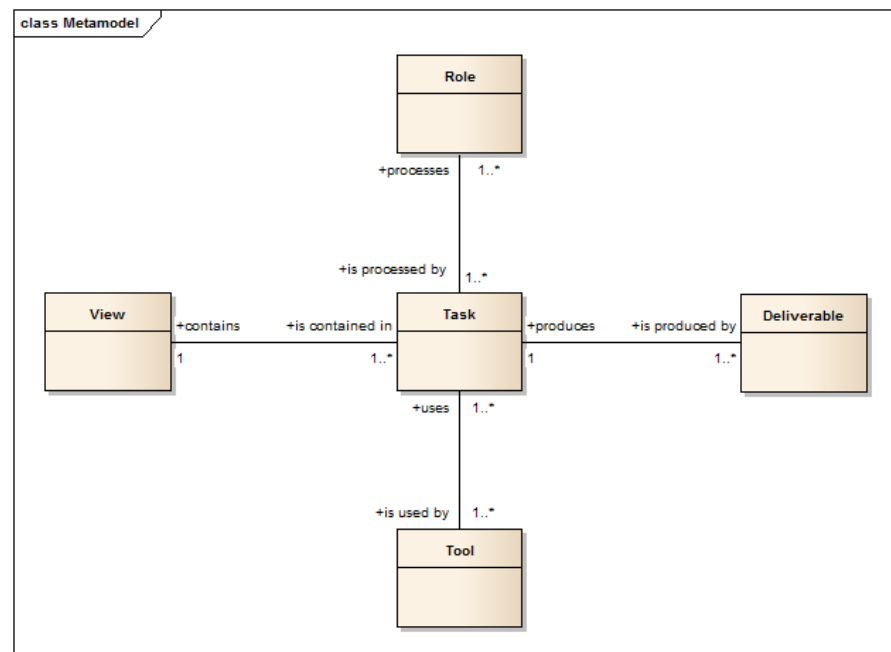 class Metamodel
Role
+processes 1..*
+is processed by 1..*
View
+contains
+is contained in
1
1..*
Task
+produces
+is produced by
1
1..*
Deliverable
+uses 1..*
+is used by 1..*
Tool